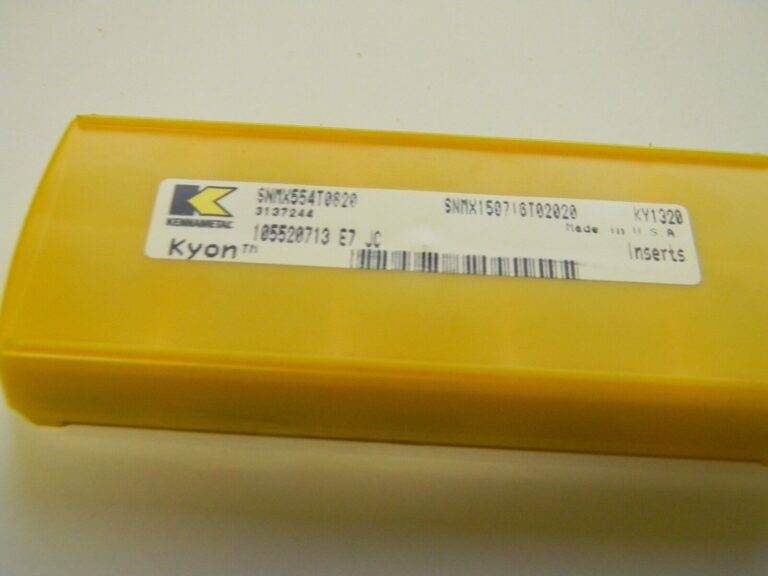 SNMX554T0820 SNMX150716T02020 KY1320
3137244 Made in U.S.A
KENNAMETAL
105520713 E7 JC Inserts
Kyon™